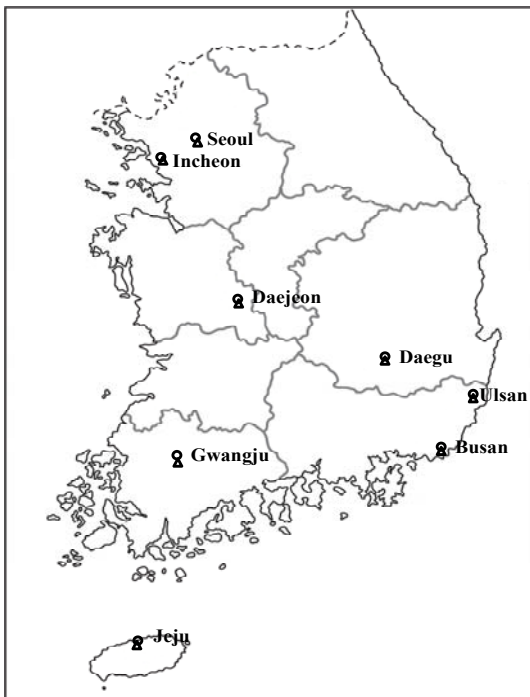 Seoul
Incheon
Daejeon
Daegu
Ulsan
Busan
Gwangju
Jeju